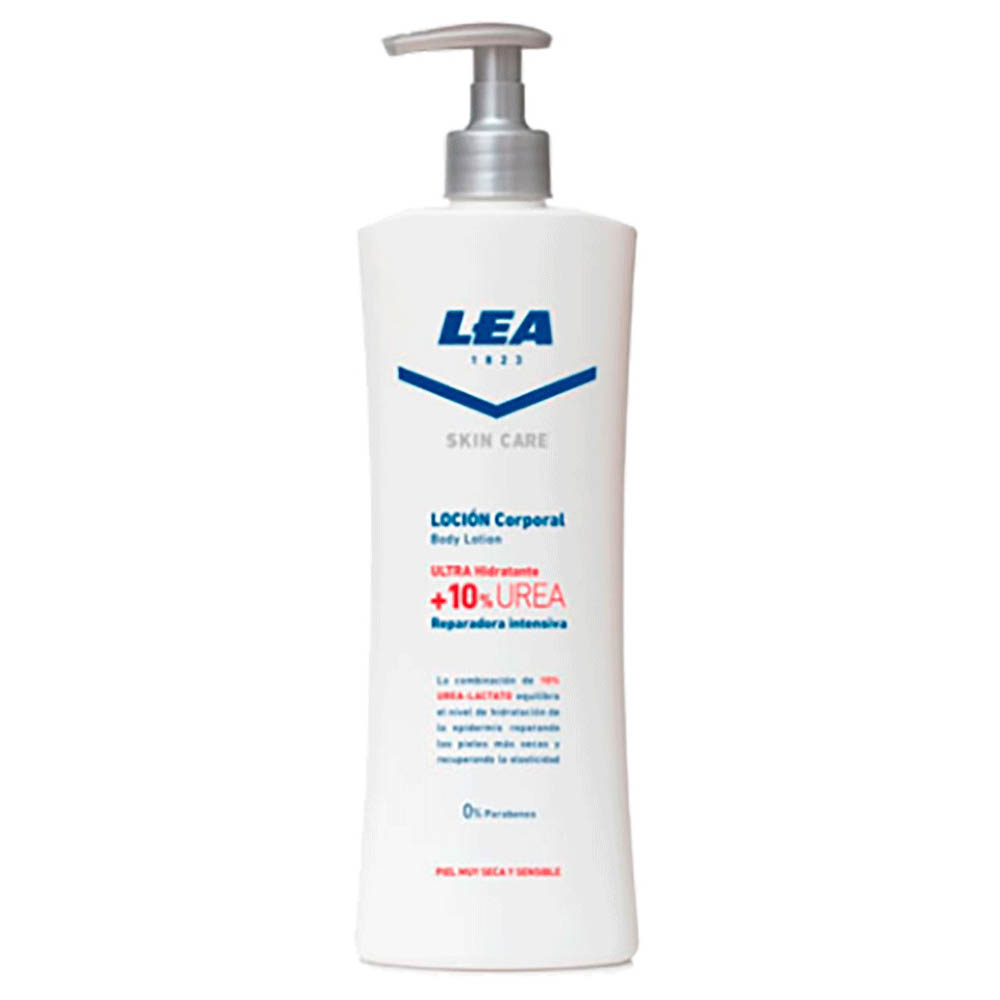 LEA
1823
SKIN CARE
LOCIÓN Corporal
Body Lotion
ULTRA Hidratante
+10% UREA
Reparadora intensiva
La combinación de 10%
UREA-LACTATO equilibra
el nivel de hidratación de
la epidermis reparando
las pieles más secas y
recuperando la elasticidad
0% Parabenos
PIEL MUY SECA Y SENSIBLE